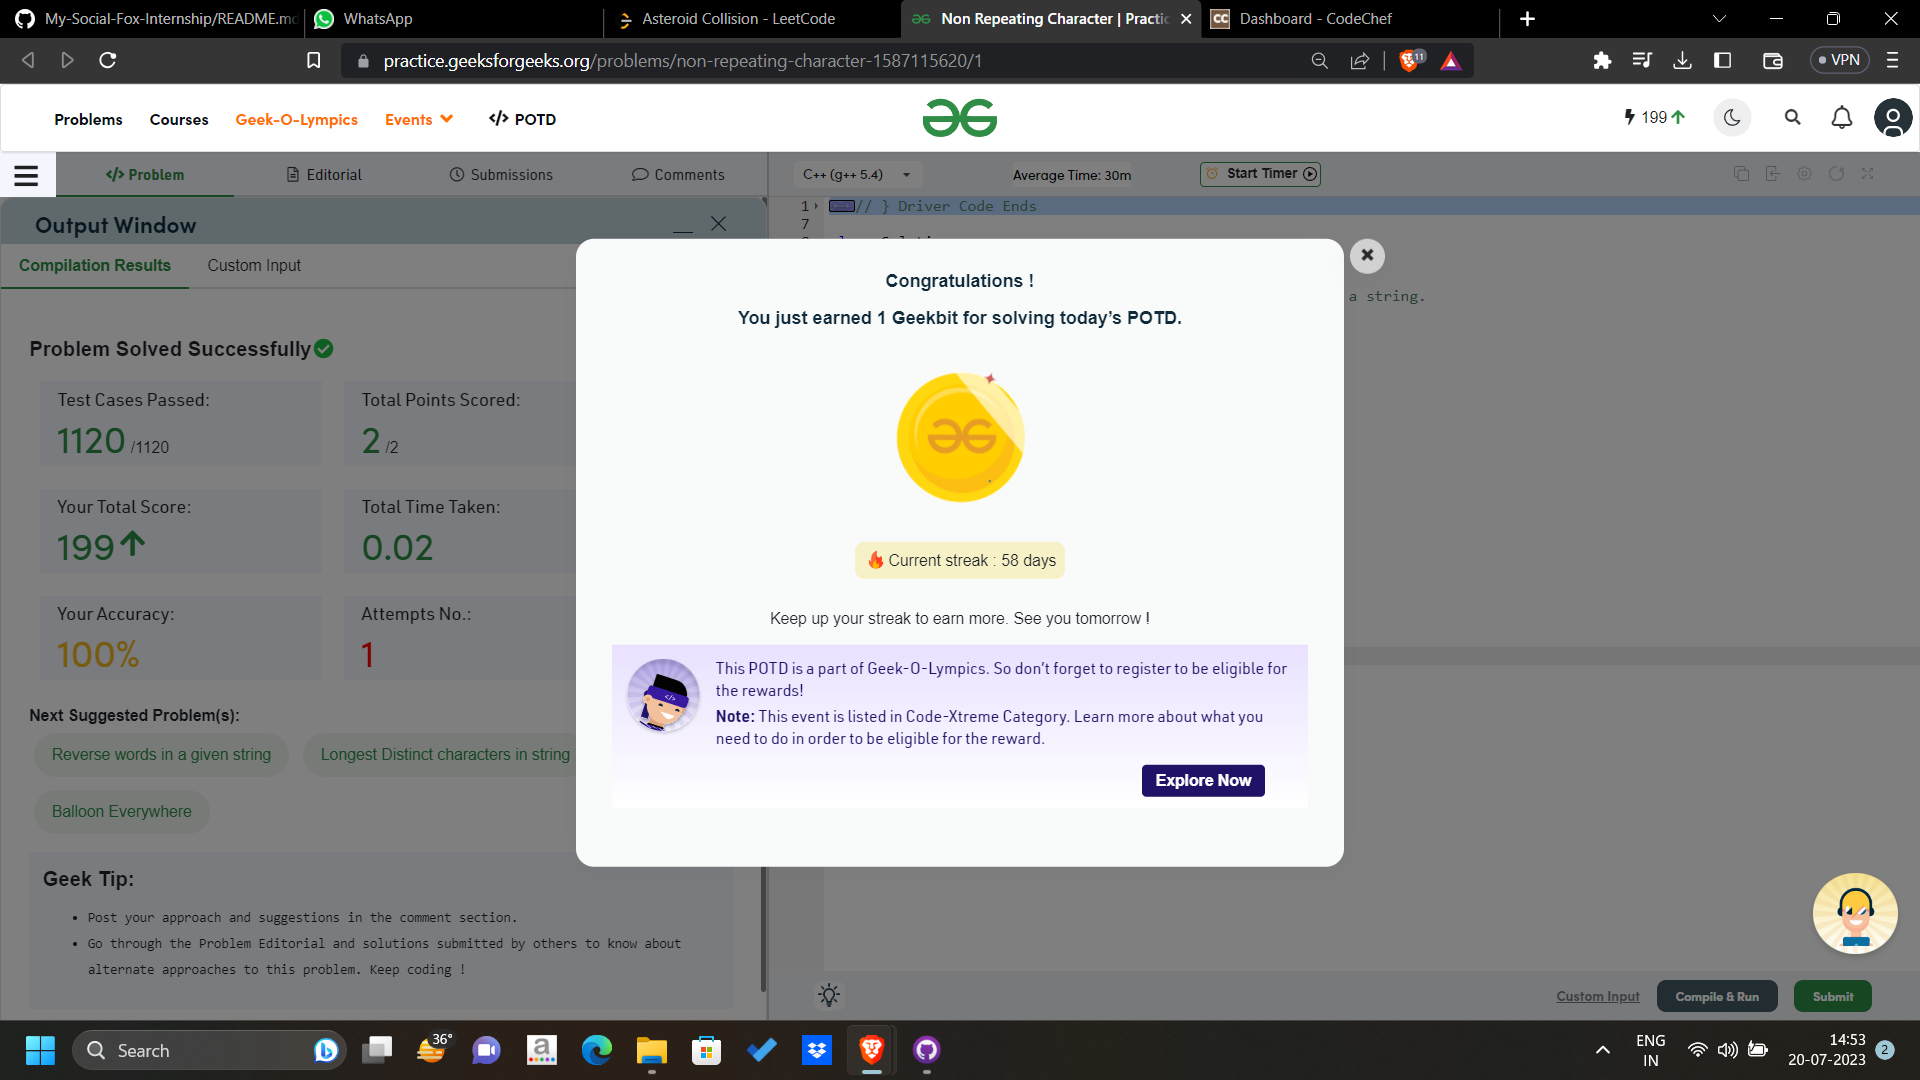 My-Social-Fox-Internship/README.md
WhatsApp
Asteroid Collision - LeetCode
Non Repeating Character | Practic
CC
Dashboard - CodeChef
practice.geeksforgeeks.org/problems/non-repeating-character-1587115620/1
11
VPN
Problems
Courses
Geek-O-Lympics
Events
</> POTD
199
</> Problem
Editorial
Submissions
Comments
C++ (g++ 5.4)
Average Time: 30m
Start Timer
Output Window
1
// } Driver Code Ends
7
Compilation Results
Custom Input
a string.
Congratulations !
You just earned 1 Geekbit for solving today’s POTD.
Current streak : 58 days
Keep up your streak to earn more. See you tomorrow !
This POTD is a part of Geek-O-Lympics. So don't forget to register to be eligible for
the rewards!
Note: This event is listed in Code-Xtreme Category. Learn more about what you
need to do in order to be eligible for the reward.
Explore Now
Problem Solved Successfully
Test Cases Passed:
1120 /1120
Total Points Scored:
2 /2
Your Total Score:
199
Total Time Taken:
0.02
Your Accuracy:
100%
Attempts No.:
1
Next Suggested Problem(s):
Reverse words in a given string
Longest Distinct characters in string
Balloon Everywhere
Geek Tip:
Post your approach and suggestions in the comment section.
Go through the Problem Editorial and solutions submitted by others to know about
alternate approaches to this problem. Keep coding !
Custom Input
Compile & Run
Submit
Search
36°
a
ENG
IN
14:53
20-07-2023
2